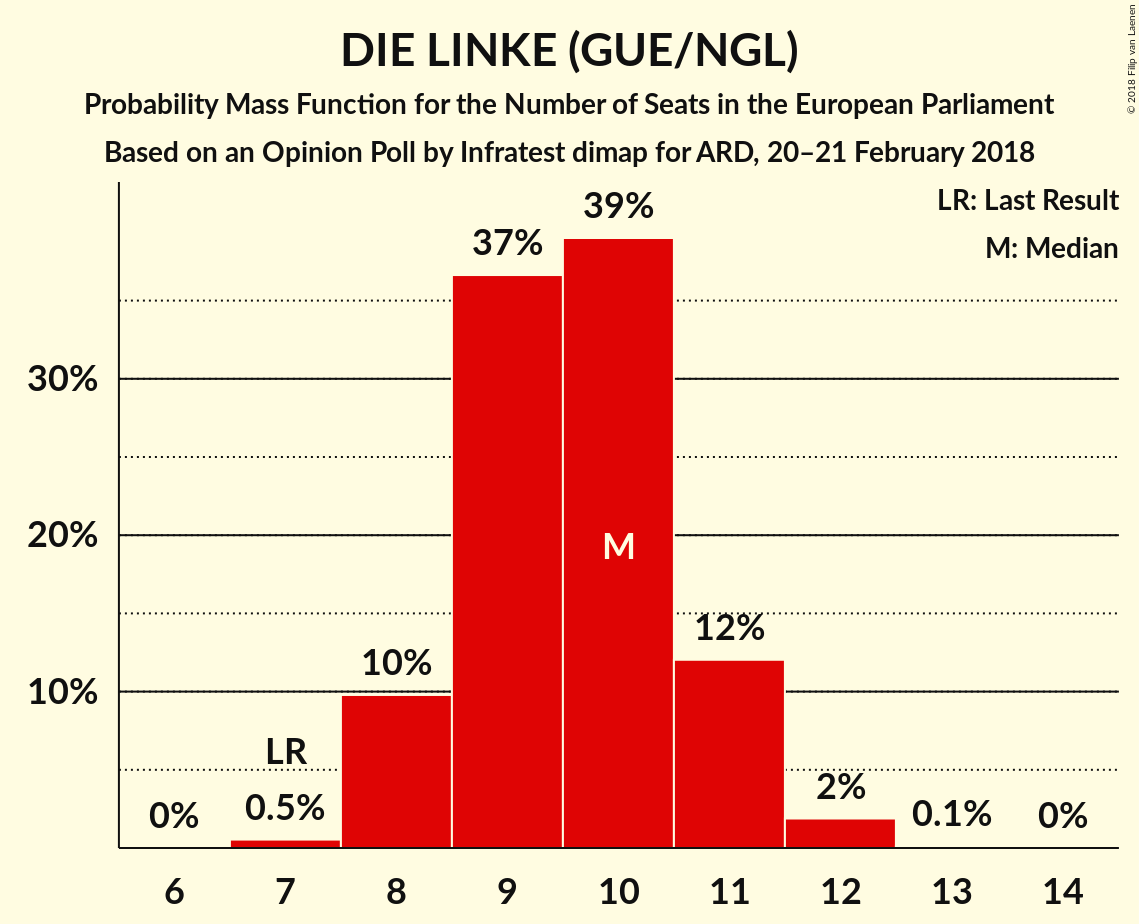 DIE LINKE (GUE/NGL)
Probability Mass Function for the Number of Seats in the European Parliament
Based on an Opinion Poll by Infratest dimap for ARD, 20–21 February 2018
© 2018 Filip van Laenen
LR: Last Result
M: Median
39%
37%
30%
20%
M
12%
10%
10%
LR
0.5%
0%
2%
0.1%
0%
6 7 8 9 10 11 12 13 14